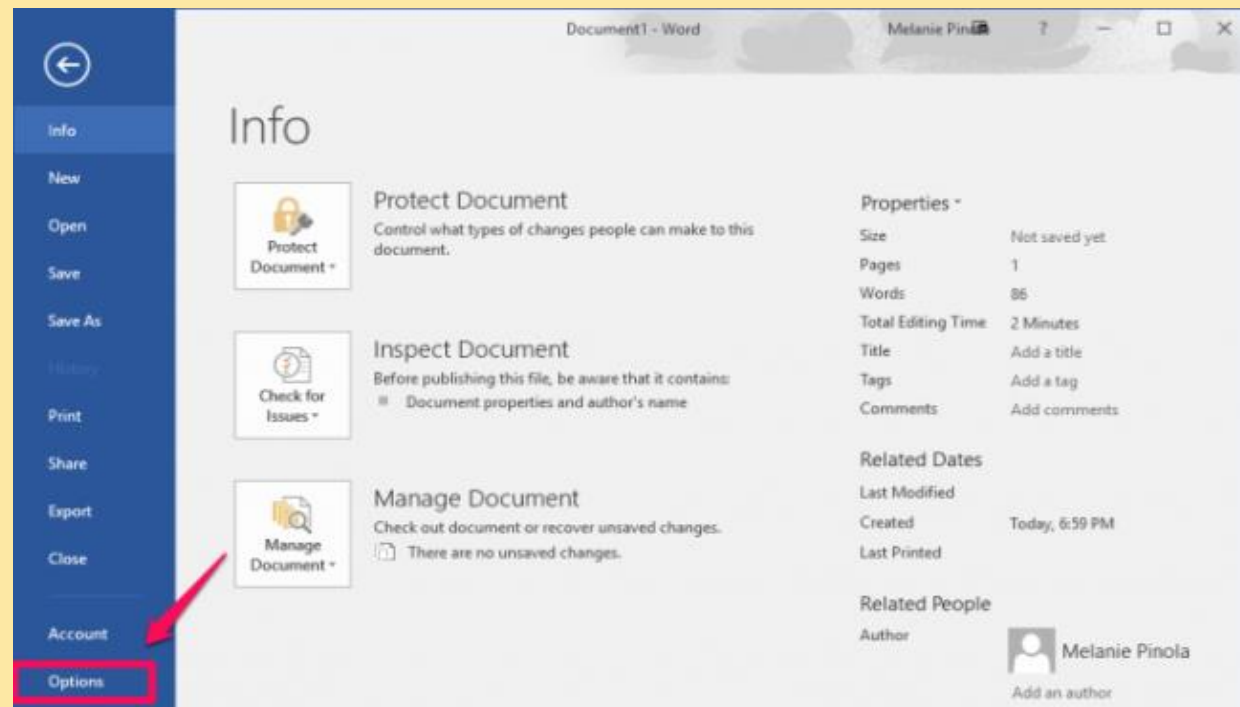 Document1 - Word
Melanie Pinola
?
Info
New
Open
Save
Save As
History
Print
Share
Export
Close
Account
Options
Info
Protect
Document
Protect Document
Control what types of changes people can make to this
document.
Check for
Issues
Inspect Document
Before publishing this file, be aware that it contains:
Document properties and author's name
Manage
Document
Manage Document
Check out document or recover unsaved changes.
There are no unsaved changes.
Properties
Size Not saved yet
Pages 1
Words 86
Total Editing Time 2 Minutes
Title Add a title
Tags Add a tag
Comments Add comments
Related Dates
Last Modified
Created Today, 6:59 PM
Last Printed
Related People
Author Melanie Pinola
Add an author